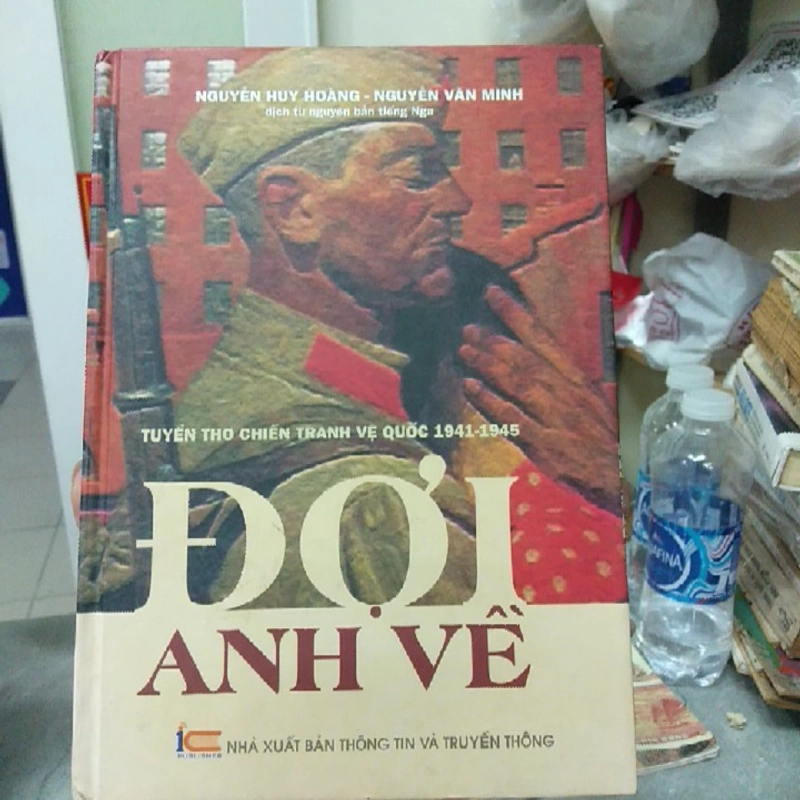 NGUYỄN HUY HOÀNG - NGUYỄN VĂN MINH
dịch từ nguyên bản tiếng Nga
TUYỂN THƠ CHIẾN TRANH VỆ QUỐC 1941-1945
ĐỢI
ANH VỀ
NHÀ XUẤT BẢN THÔNG TIN VÀ TRUYỀN THÔNG